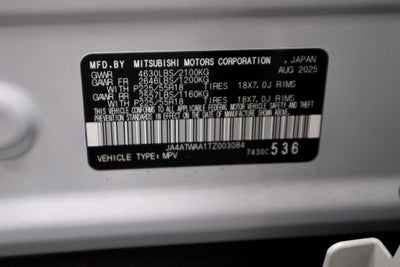 MFD.BY MITSUBISHI MOTORS CORPORATION , JAPAN
GVWR 4630LBS/2100KG AUG 2025
GAWR FR 2646LBS/1200KG
WITH P225/55R18 TIRES 18X7.0J RIMS
GAWR RR 2557LBS/1160KG
WITH P225/55R18 TIRES 18X7.0J RIMS
THIS VEHICLE CONFORMS TO ALL APPLICABLE FEDERAL MOTOR VEHICLE SAFETY, BUMPER, AND THEFT
PREVENTION STANDARDS IN EFFECT ON THE DATE OF MANUFACTURE SHOWN ABOVE.
JA4ATWAA1TZ003084
VEHICLE TYPE: MPV 7430C 536